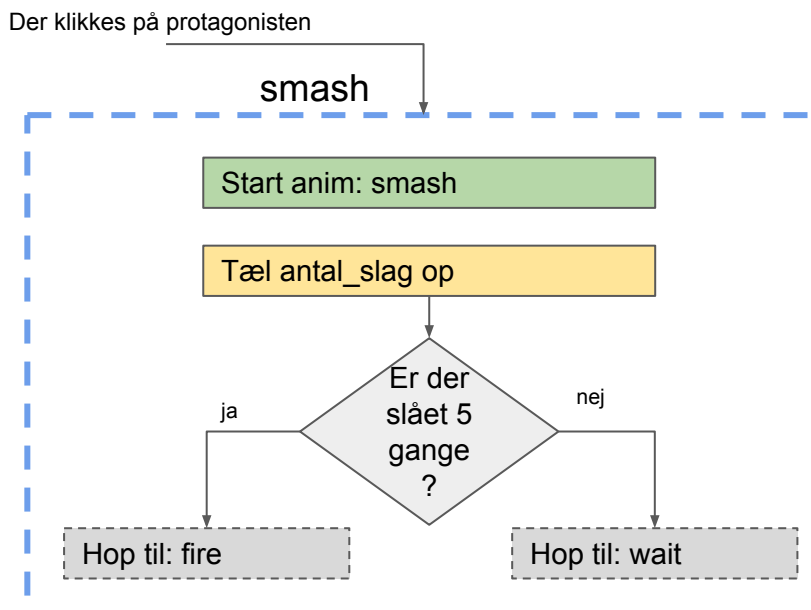 Der klikkes på protagonisten
smash
Start anim: smash
Tæl antal_slag op
Er der
slået 5
gange
?
ja
nej
Hop til: fire
Hop til: wait